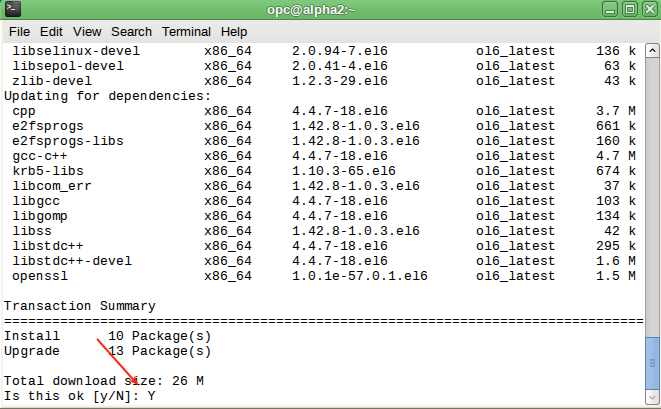 opc@alpha2:~
File Edit View Search Terminal Help
libselinux-devel x86_64 2.0.94-7.el6 ol6_latest 136 k
libsepol-devel x86_64 2.0.41-4.el6 ol6_latest 63 k
zlib-devel x86_64 1.2.3-29.el6 ol6_latest 43 k
Updating for dependencies:
cpp x86_64 4.4.7-18.el6 ol6_latest 3.7 M
e2fsprogs x86_64 1.42.8-1.0.3.el6 ol6_latest 661 k
e2fsprogs-libs x86_64 1.42.8-1.0.3.el6 ol6_latest 160 k
gcc-c++ x86_64 4.4.7-18.el6 ol6_latest 4.7 M
krb5-libs x86_64 1.10.3-65.el6 ol6_latest 674 k
libcom_err x86_64 1.42.8-1.0.3.el6 ol6_latest 37 k
libgcc x86_64 4.4.7-18.el6 ol6_latest 103 k
libgomp x86_64 4.4.7-18.el6 ol6_latest 134 k
libss x86_64 1.42.8-1.0.3.el6 ol6_latest 42 k
libstdc++ x86_64 4.4.7-18.el6 ol6_latest 295 k
libstdc++-devel x86_64 4.4.7-18.el6 ol6_latest 1.6 M
openssl x86_64 1.0.1e-57.0.1.el6 ol6_latest 1.5 M
Transaction Summary
================================================================================
Install 10 Package(s)
Upgrade 13 Package(s)
Total download size: 26 M
Is this ok [y/N]: Y